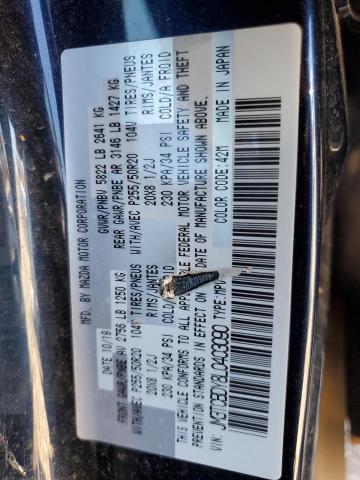 MFD. BY MAZDA MOTOR CORPORATION
DATE: 10/19 GVWR/PNBV 5822 LB 2641 KG
FRONT GAWR/PNBE AV 2756 LB 1250 KG REAR GAWR/PNBE AR 3146 LB 1427 KG
WITH/AVEC P255/50R20 104V TIRES/PNEUS WITH/AVEC P255/50R20 104V TIRES/PNEUS
20X8 1/2J RIMS/JANTES 20X8 1/2J RIMS/JANTES
230 KPA/34 PSI COLD/A 230 KPA/34 PSI COLD/A FROID
THIS VEHICLE CONFORMS TO ALL APPLICABLE FEDERAL MOTOR VEHICLE SAFETY AND THEFT
PREVENTION STANDARDS IN EFFECT ON THE DATE OF MANUFACTURE SHOWN ABOVE.
VIN: TYPE: MPV COLOR CODE: 42M MADE IN JAPAN